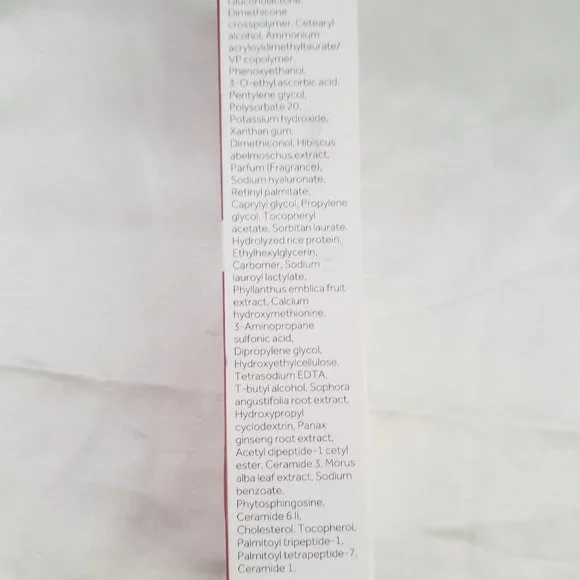 Gluconolactone,
Dimethicone
crosspolymer, Cetearyl
alcohol, Ammonium
acryloyldimethyltaurate/
VP copolymer,
Phenoxyethanol,
3-O-ethyl ascorbic acid,
Pentylene glycol,
Polysorbate 20,
Potassium hydroxide,
Xanthan gum,
Dimethiconol, Hibiscus
abelmoschus extract,
Parfum (Fragrance),
Sodium hyaluronate,
Retinyl palmitate,
Caprylyl glycol, Propylene
glycol, Tocopheryl
acetate, Sorbitan laurate,
Hydrolyzed rice protein,
Ethylhexylglycerin,
Carbomer, Sodium
lauroyl lactylate,
Phyllanthus emblica fruit
extract, Calcium
hydroxymethionine,
3-Aminopropane
sulfonic acid,
Dipropylene glycol,
Hydroxyethylcellulose,
Tetrasodium EDTA,
T-butyl alcohol, Sophora
angustifolia root extract,
Hydroxypropyl
cyclodextrin, Panax
ginseng root extract,
Acetyl dipeptide-1 cetyl
ester, Ceramide 3, Morus
alba leaf extract, Sodium
benzoate,
Phytosphingosine,
Ceramide 6 Ii,
Cholesterol, Tocopherol,
Palmitoyl tripeptide-1,
Palmitoyl tetrapeptide-7,
Ceramide 1,